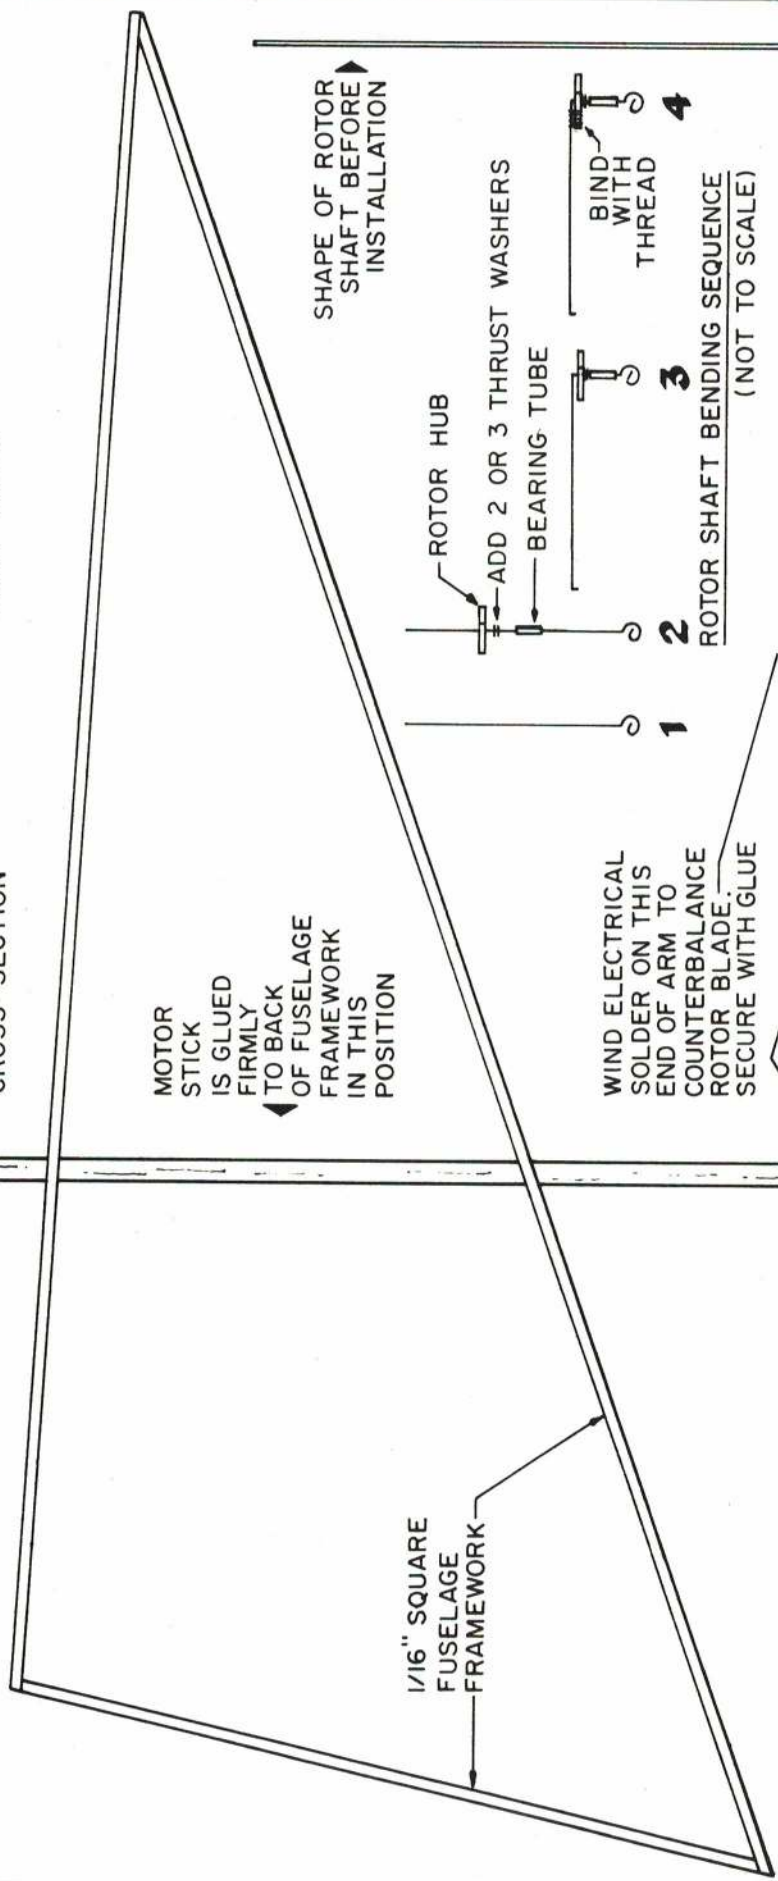 CROSS SECTION
MOTOR
STICK
IS GLUED
FIRMLY
TO BACK
OF FUSELAGE
FRAMEWORK
IN THIS
POSITION
SHAPE OF ROTOR
SHAFT BEFORE
INSTALLATION
1/16" SQUARE
FUSELAGE
FRAMEWORK
ROTOR HUB
ADD 2 OR 3 THRUST WASHERS
BEARING TUBE
BIND
WITH
THREAD
1
2
3
4
ROTOR SHAFT BENDING SEQUENCE
(NOT TO SCALE)
WIND ELECTRICAL
SOLDER ON THIS
END OF ARM TO
COUNTERBALANCE
ROTOR BLADE.
SECURE WITH GLUE